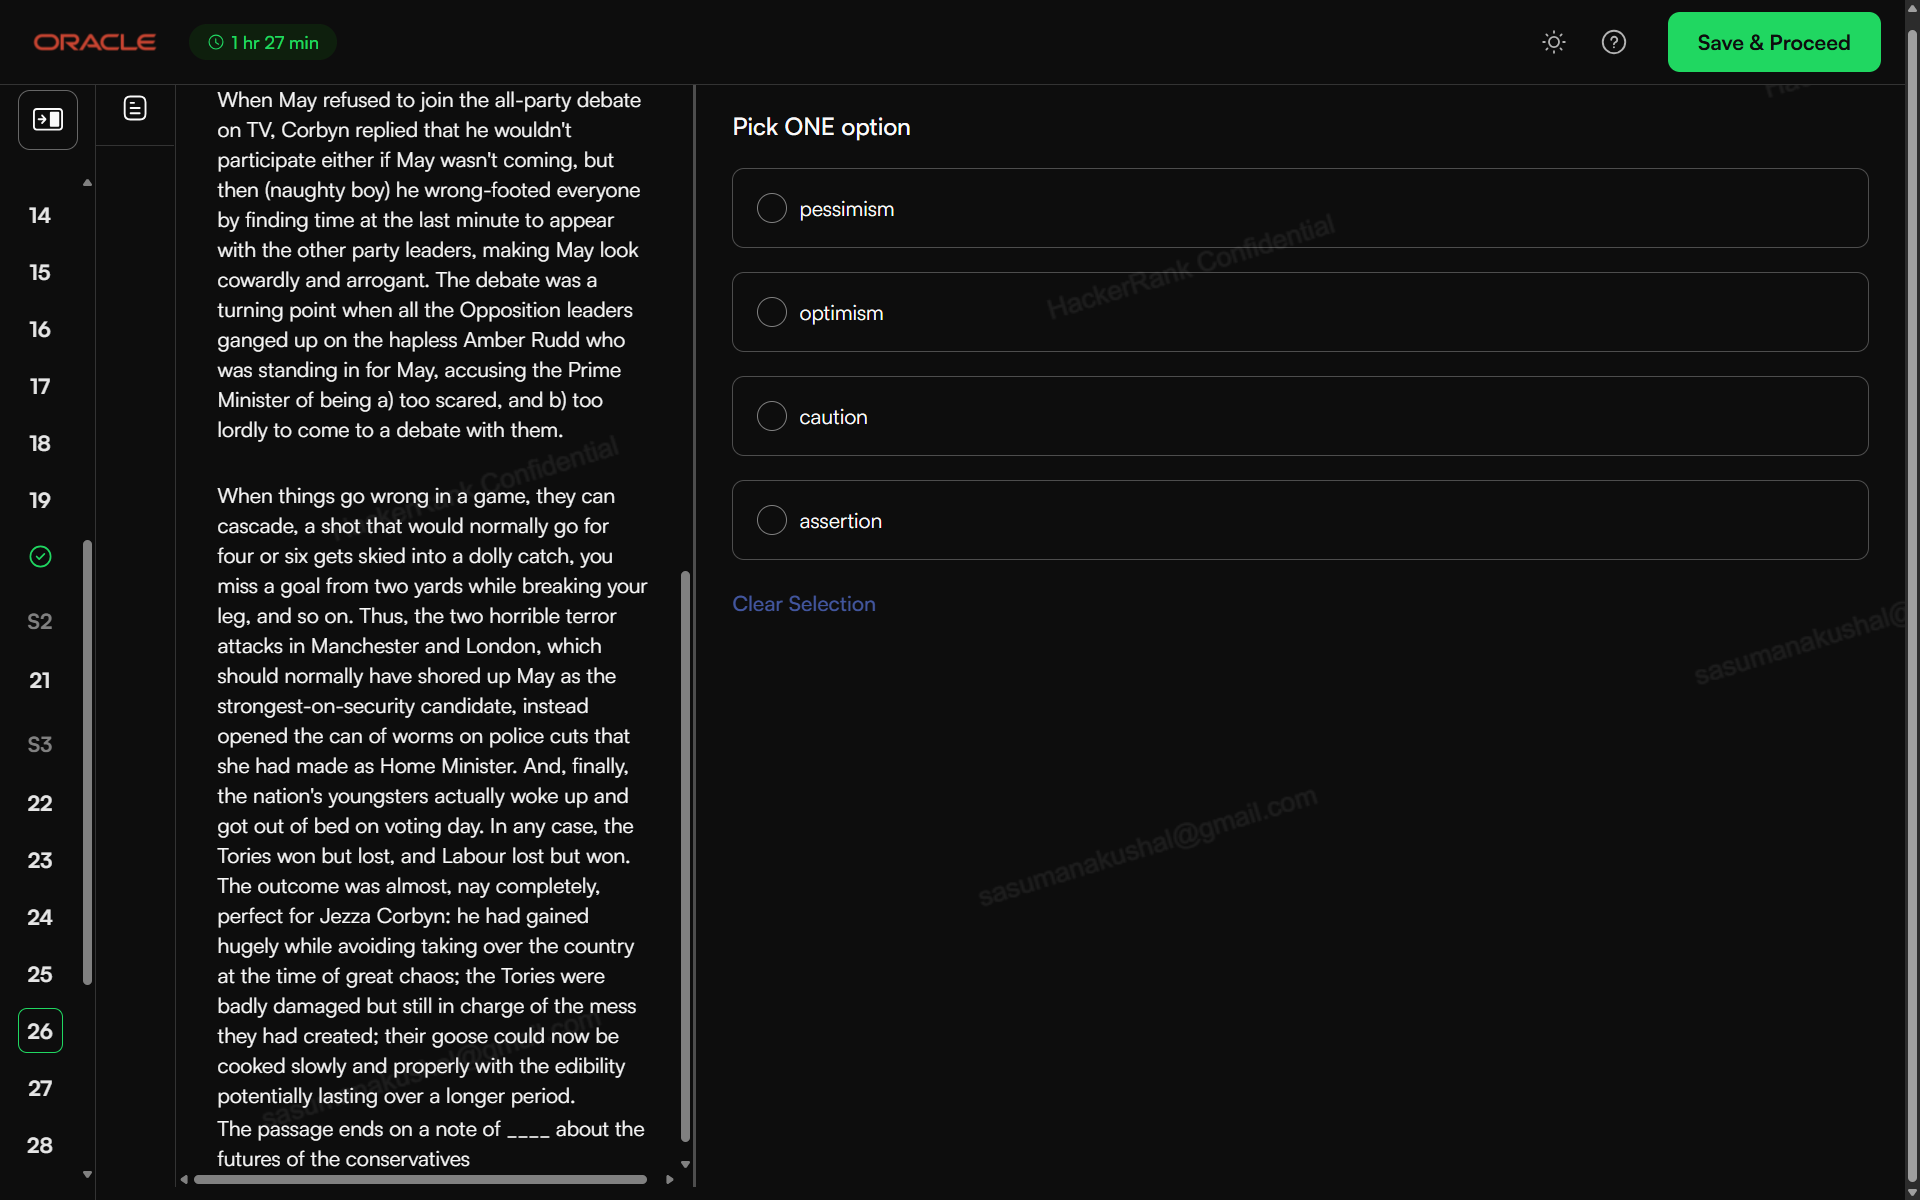 ORACLE
1 hr 27 min
Save & Proceed
14
15
16
17
18
19
S2
21
S3
22
23
24
25
26
27
28
When May refused to join the all-party debate
on TV, Corbyn replied that he wouldn't
participate either if May wasn't coming, but
then (naughty boy) he wrong-footed everyone
by finding time at the last minute to appear
with the other party leaders, making May look
cowardly and arrogant. The debate was a
turning point when all the Opposition leaders
ganged up on the hapless Amber Rudd who
was standing in for May, accusing the Prime
Minister of being a) too scared, and b) too
lordly to come to a debate with them.
When things go wrong in a game, they can
cascade, a shot that would normally go for
four or six gets skied into a dolly catch, you
miss a goal from two yards while breaking your
leg, and so on. Thus, the two horrible terror
attacks in Manchester and London, which
should normally have shored up May as the
strongest-on-security candidate, instead
opened the can of worms on police cuts that
she had made as Home Minister. And, finally,
the nation's youngsters actually woke up and
got out of bed on voting day. In any case, the
Tories won but lost, and Labour lost but won.
The outcome was almost, nay completely,
perfect for Jezza Corbyn: he had gained
hugely while avoiding taking over the country
at the time of great chaos; the Tories were
badly damaged but still in charge of the mess
they had created; their goose could now be
cooked slowly and properly with the edibility
potentially lasting over a longer period.
The passage ends on a note of ____ about the
futures of the conservatives
Pick ONE option
pessimism
optimism
caution
assertion
Clear Selection
HackerRank Confidential
HackerRank Confidential
sasumanakushal@
sasumanakushal@gmail.com
sasumanakushal@gmail.com